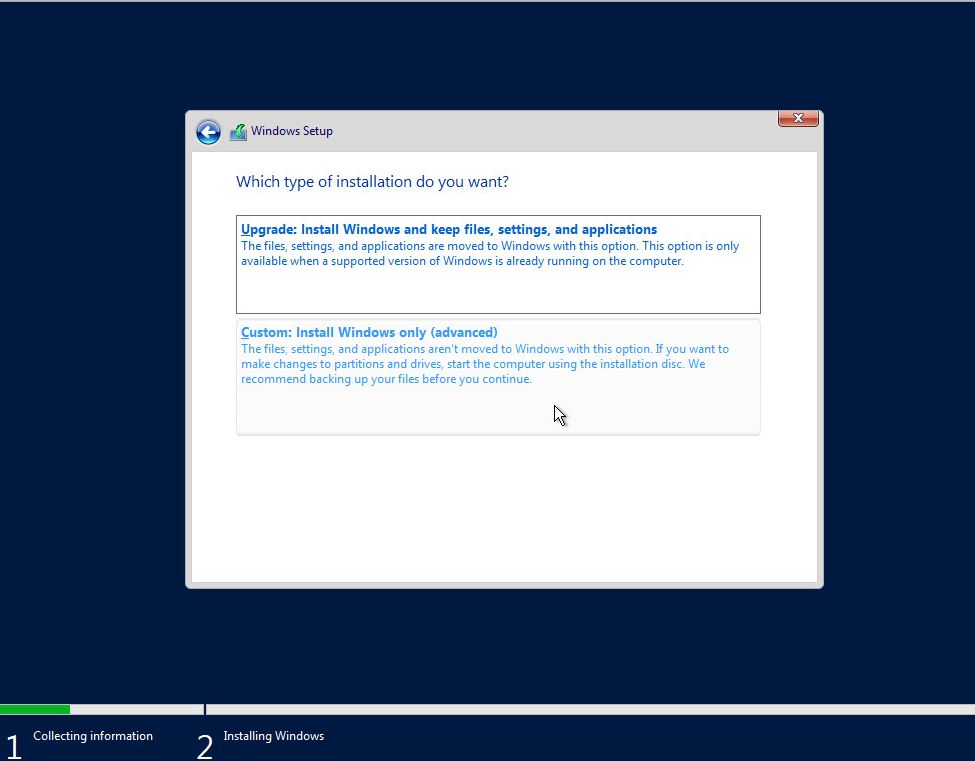 Windows Setup
Which type of installation do you want?
Upgrade: Install Windows and keep files, settings, and applications
The files, settings, and applications are moved to Windows with this option. This option is only
available when a supported version of Windows is already running on the computer.
Custom: Install Windows only (advanced)
The files, settings, and applications aren't moved to Windows with this option. If you want to
make changes to partitions and drives, start the computer using the installation disc. We
recommend backing up your files before you continue.
1 Collecting information
2 Installing Windows